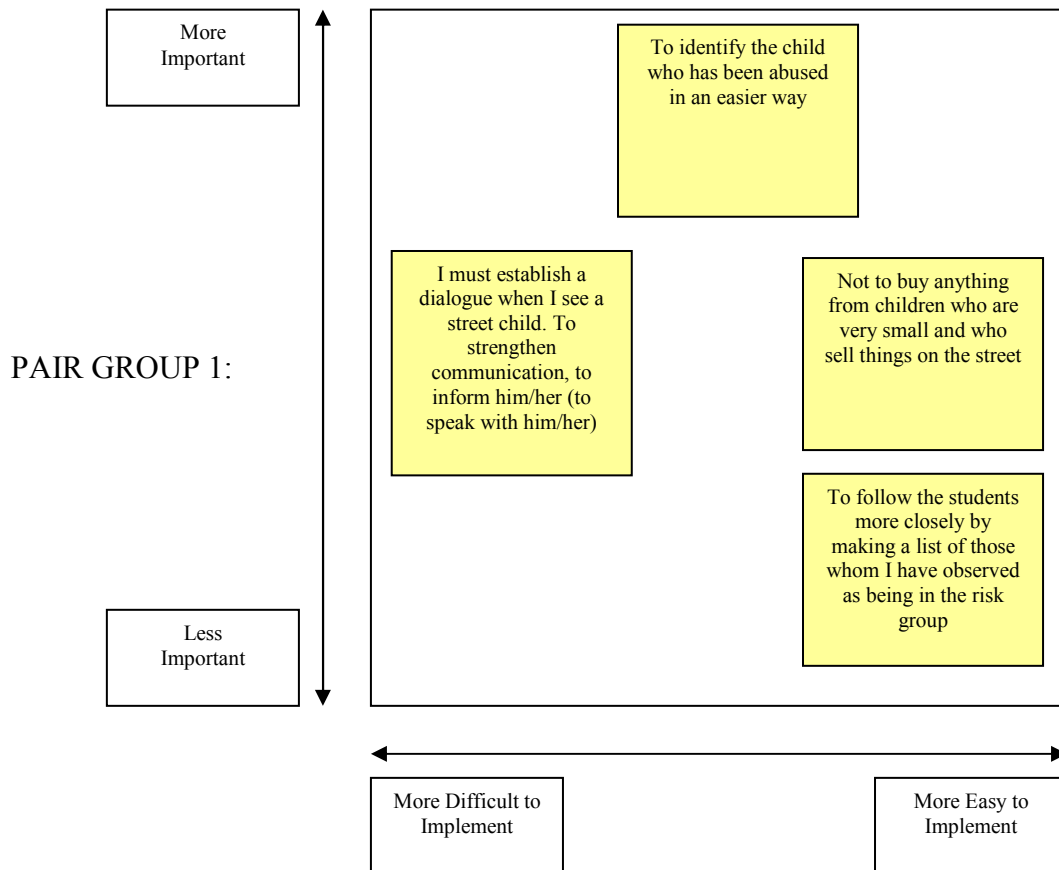 More
Important
To identify the child
who has been abused
in an easier way
I must establish a
dialogue when I see a
street child. To
strengthen
communication, to
inform him/her (to
speak with him/her)
Not to buy anything
from children who are
very small and who
sell things on the street
PAIR GROUP 1:
To follow the students
more closely by
making a list of those
whom I have observed
as being in the risk
group
Less
Important
More Difficult to
Implement
More Easy to
Implement